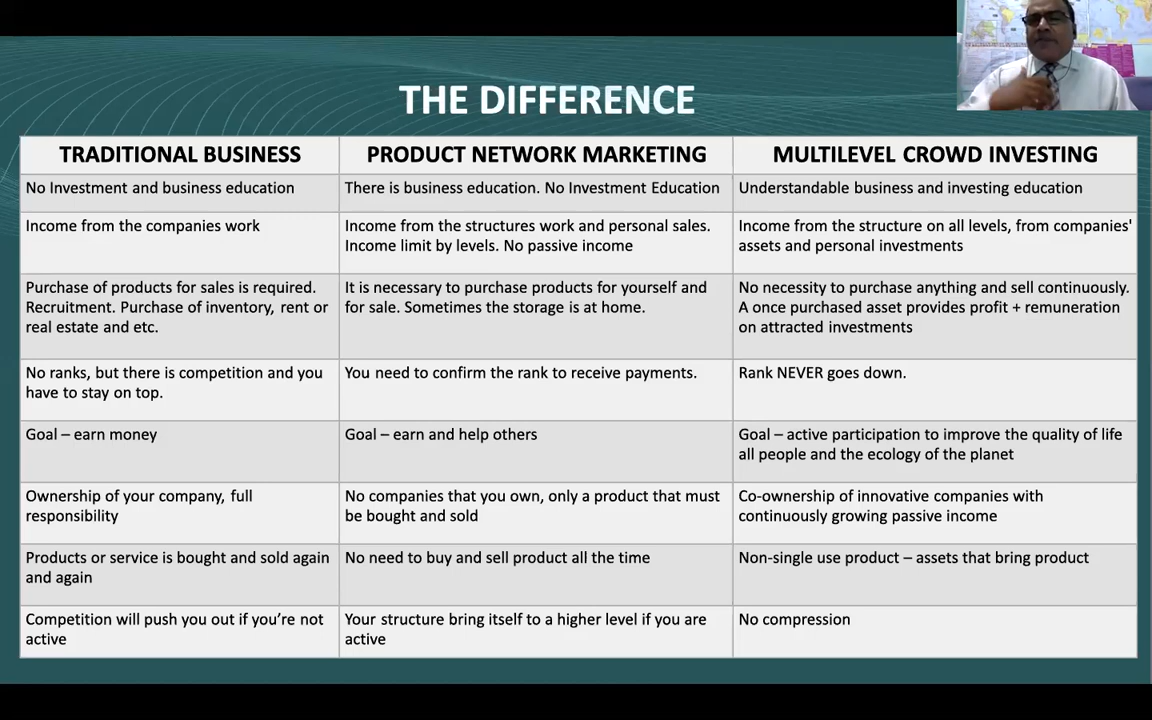 THE DIFFERENCE
TRADITIONAL BUSINESS
PRODUCT NETWORK MARKETING
MULTILEVEL CROWD INVESTING
No Investment and business education
There is business education. No Investment Education
Understandable business and investing education
Income from the companies work
Income from the structures work and personal sales.
Income limit by levels. No passive income
Income from the structure on all levels, from companies'
assets and personal investments
Purchase of products for sales is required.
Recruitment. Purchase of inventory, rent or
real estate and etc.
It is necessary to purchase products for yourself and
for sale. Sometimes the storage is at home.
No necessity to purchase anything and sell continuously.
A once purchased asset provides profit + remuneration
on attracted investments
No ranks, but there is competition and you
have to stay on top.
You need to confirm the rank to receive payments.
Rank NEVER goes down.
Goal – earn money
Goal – earn and help others
Goal – active participation to improve the quality of life
all people and the ecology of the planet
Ownership of your company, full
responsibility
No companies that you own, only a product that must
be bought and sold
Co-ownership of innovative companies with
continuously growing passive income
Products or service is bought and sold again
and again
No need to buy and sell product all the time
Non-single use product – assets that bring product
Competition will push you out if you're not
active
Your structure bring itself to a higher level if you are
active
No compression